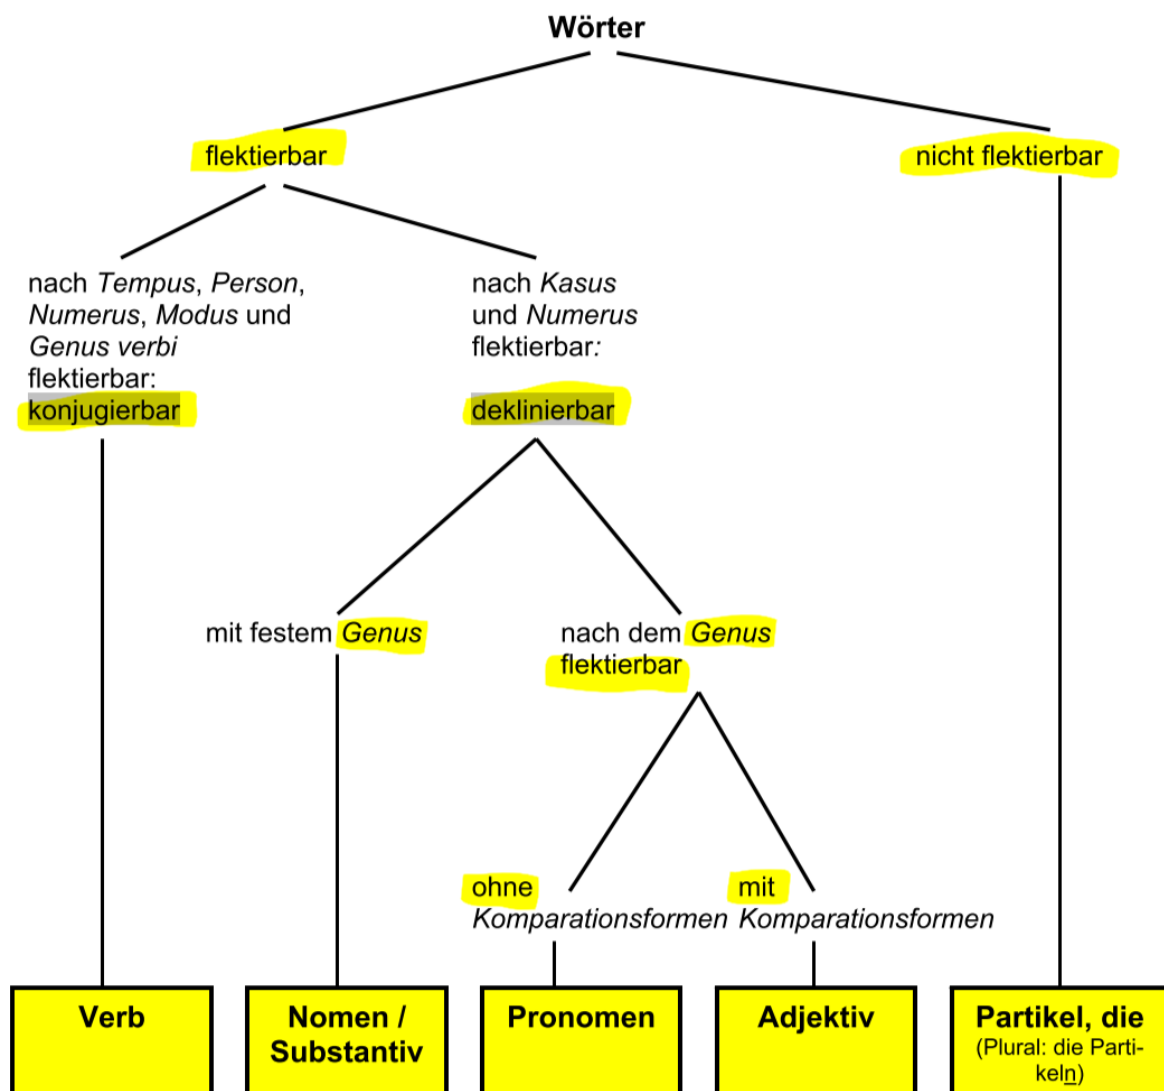 Wörter
flektierbar
nicht flektierbar
nach Tempus, Person,
Numerus, Modus und
Genus verbi
flektierbar:
konjugierbar
nach Kasus
und Numerus
flektierbar:
deklinierbar
mit festem Genus
nach dem Genus
flektierbar
ohne
Komparationsformen
mit
Komparationsformen
Verb
Nomen /
Substantiv
Pronomen
Adjektiv
Partikel, die
(Plural: die Parti-
keln)